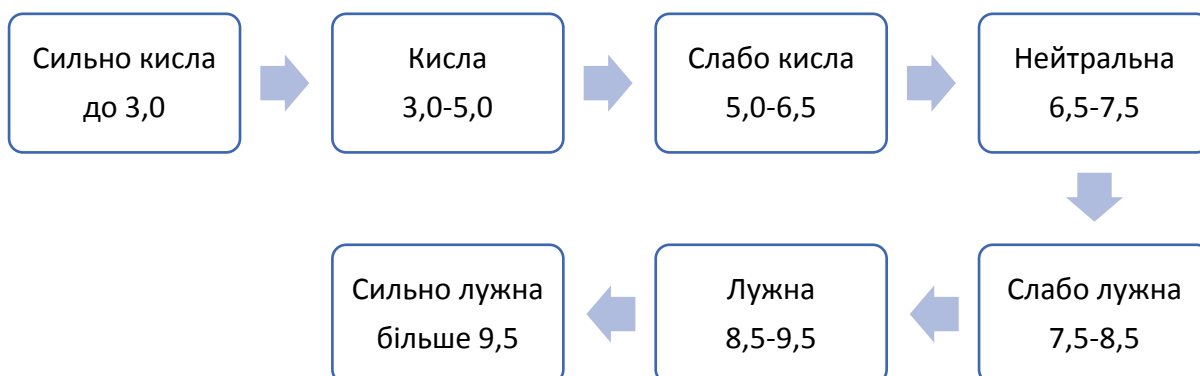 Сильно кисла
до 3,0
Кисла
3,0-5,0
Слабо кисла
5,0-6,5
Нейтральна
6,5-7,5
Слабо лужна
7,5-8,5
Лужна
8,5-9,5
Сильно лужна
більше 9,5